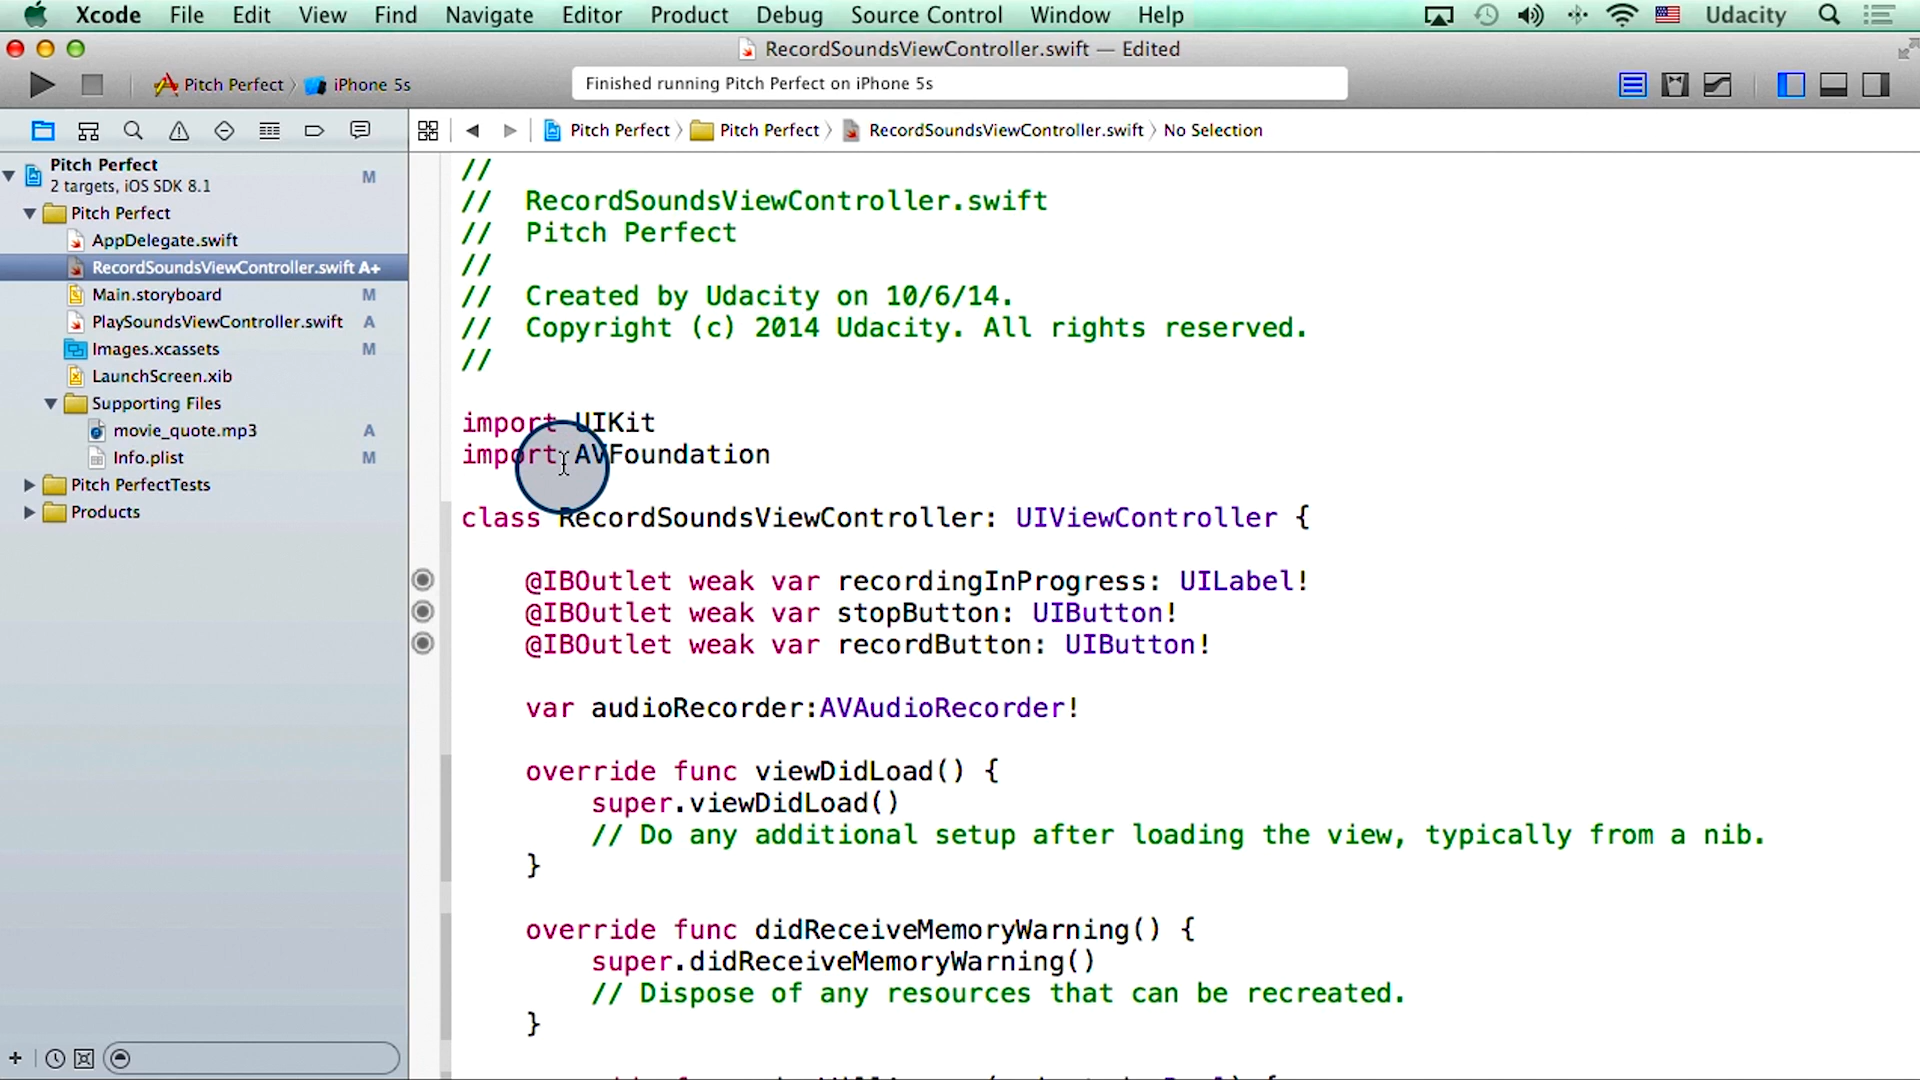 Xcode File Edit View Find Navigate Editor Product Debug Source Control Window Help Udacity
RecordSoundsViewController.swift — Edited
Pitch Perfect iPhone 5s
Finished running Pitch Perfect on iPhone 5s
Pitch Perfect Pitch Perfect RecordSoundsViewController.swift No Selection
Pitch Perfect M
2 targets, iOS SDK 8.1
Pitch Perfect
AppDelegate.swift
RecordSoundsViewController.swift A+
Main.storyboard M
PlaySoundsViewController.swift A
Images.xcassets M
LaunchScreen.xib
Supporting Files
movie_quote.mp3 A
Info.plist M
Pitch PerfectTests
Products
//
// RecordSoundsViewController.swift
// Pitch Perfect
//
// Created by Udacity on 10/6/14.
// Copyright (c) 2014 Udacity. All rights reserved.
//
import UIKit
import AVFoundation
class RecordSoundsViewController: UIViewController {
@IBOutlet weak var recordingInProgress: UILabel!
@IBOutlet weak var stopButton: UIButton!
@IBOutlet weak var recordButton: UIButton!
var audioRecorder:AVAudioRecorder!
override func viewDidLoad() {
super.viewDidLoad()
// Do any additional setup after loading the view, typically from a nib.
}
override func didReceiveMemoryWarning() {
super.didReceiveMemoryWarning()
// Dispose of any resources that can be recreated.
}